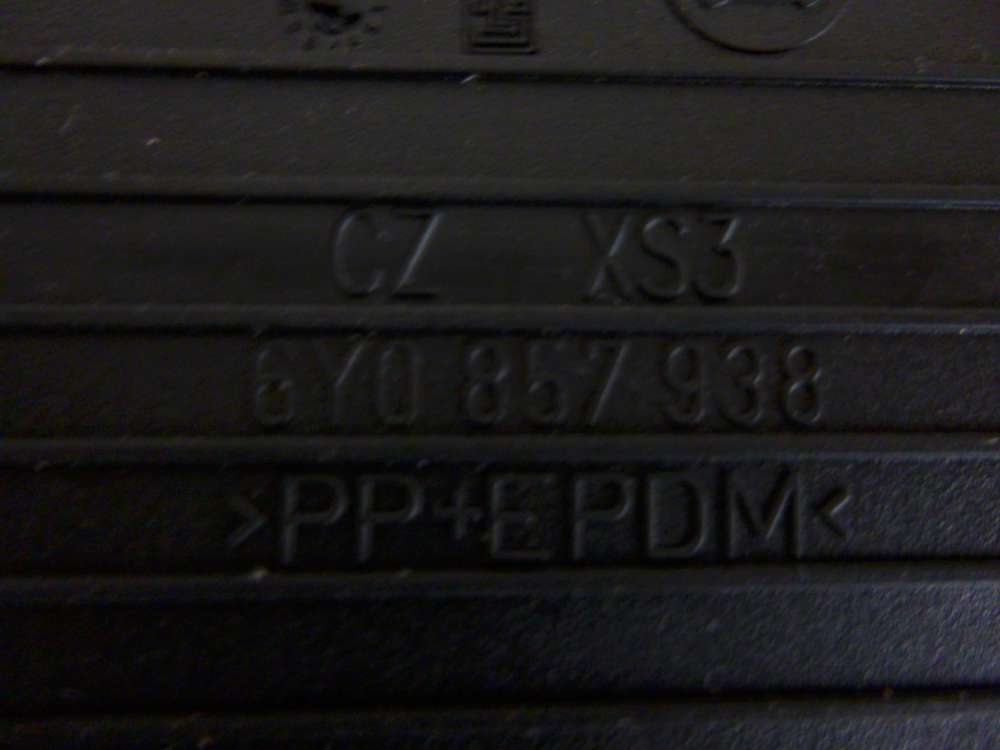 CZ XS3
6Y0 857 938
>PP+EPDM<